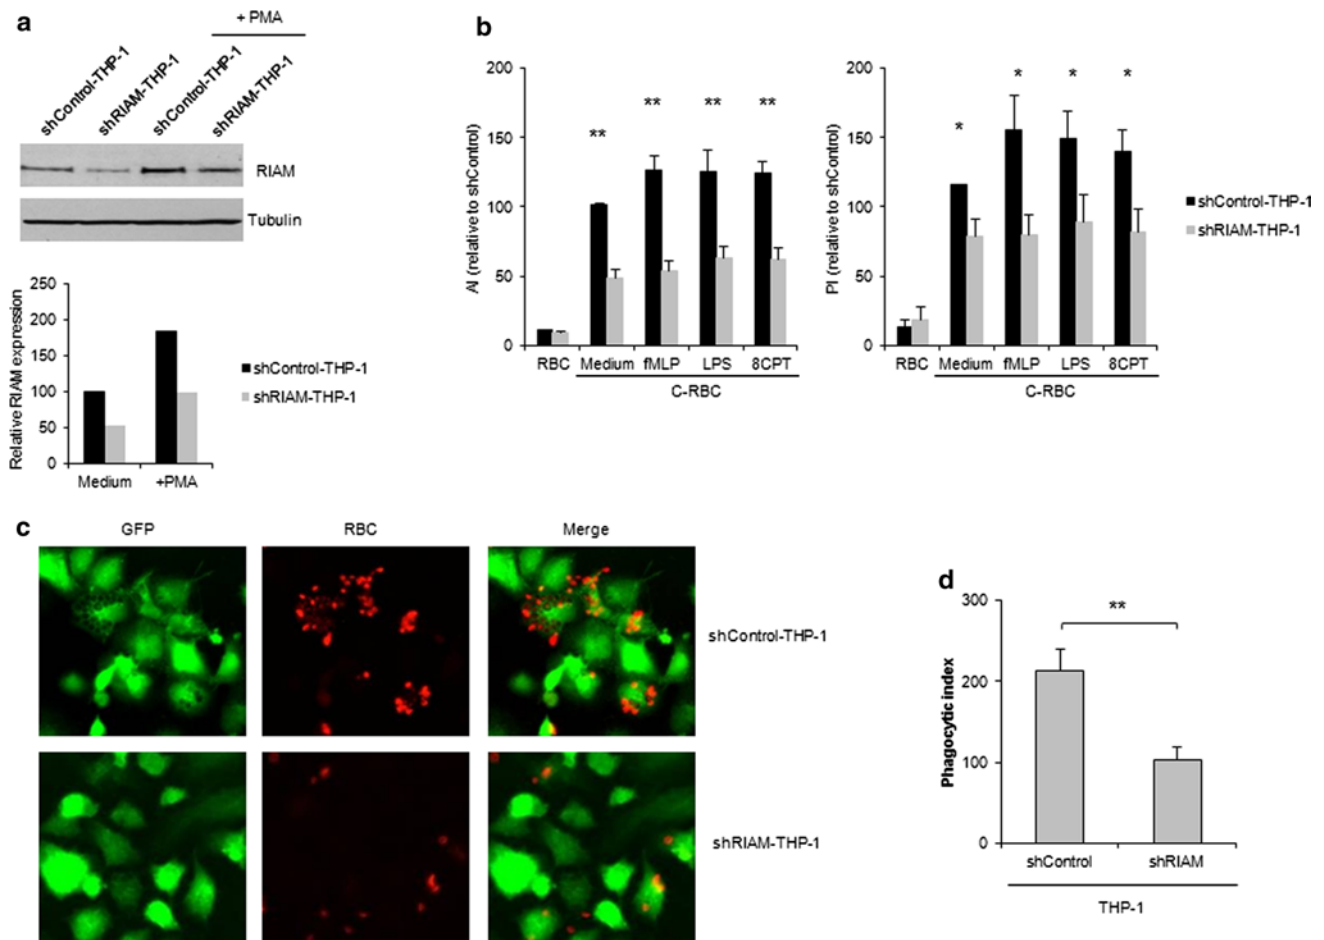 a
+ PMA
shControl-THP-1
shRIAM-THP-1
shControl-THP-1
shRIAM-THP-1
RIAM
Tubulin
Relative RIAM expression
250
200
150
100
50
0
Medium
+PMA
shControl-THP-1
shRIAM-THP-1
b
AI (relative to shControl)
200
150
100
50
0
**
**
**
**
RBC
Medium
fMLP
LPS
8CPT
C-RBC
PI (relative to shControl)
200
150
100
50
0
*
*
*
*
RBC
Medium
fMLP
LPS
8CPT
C-RBC
shControl-THP-1
shRIAM-THP-1
c
GFP
RBC
Merge
shControl-THP-1
shRIAM-THP-1
d
Phagocytic index
300
200
100
0
**
shControl
shRIAM
THP-1